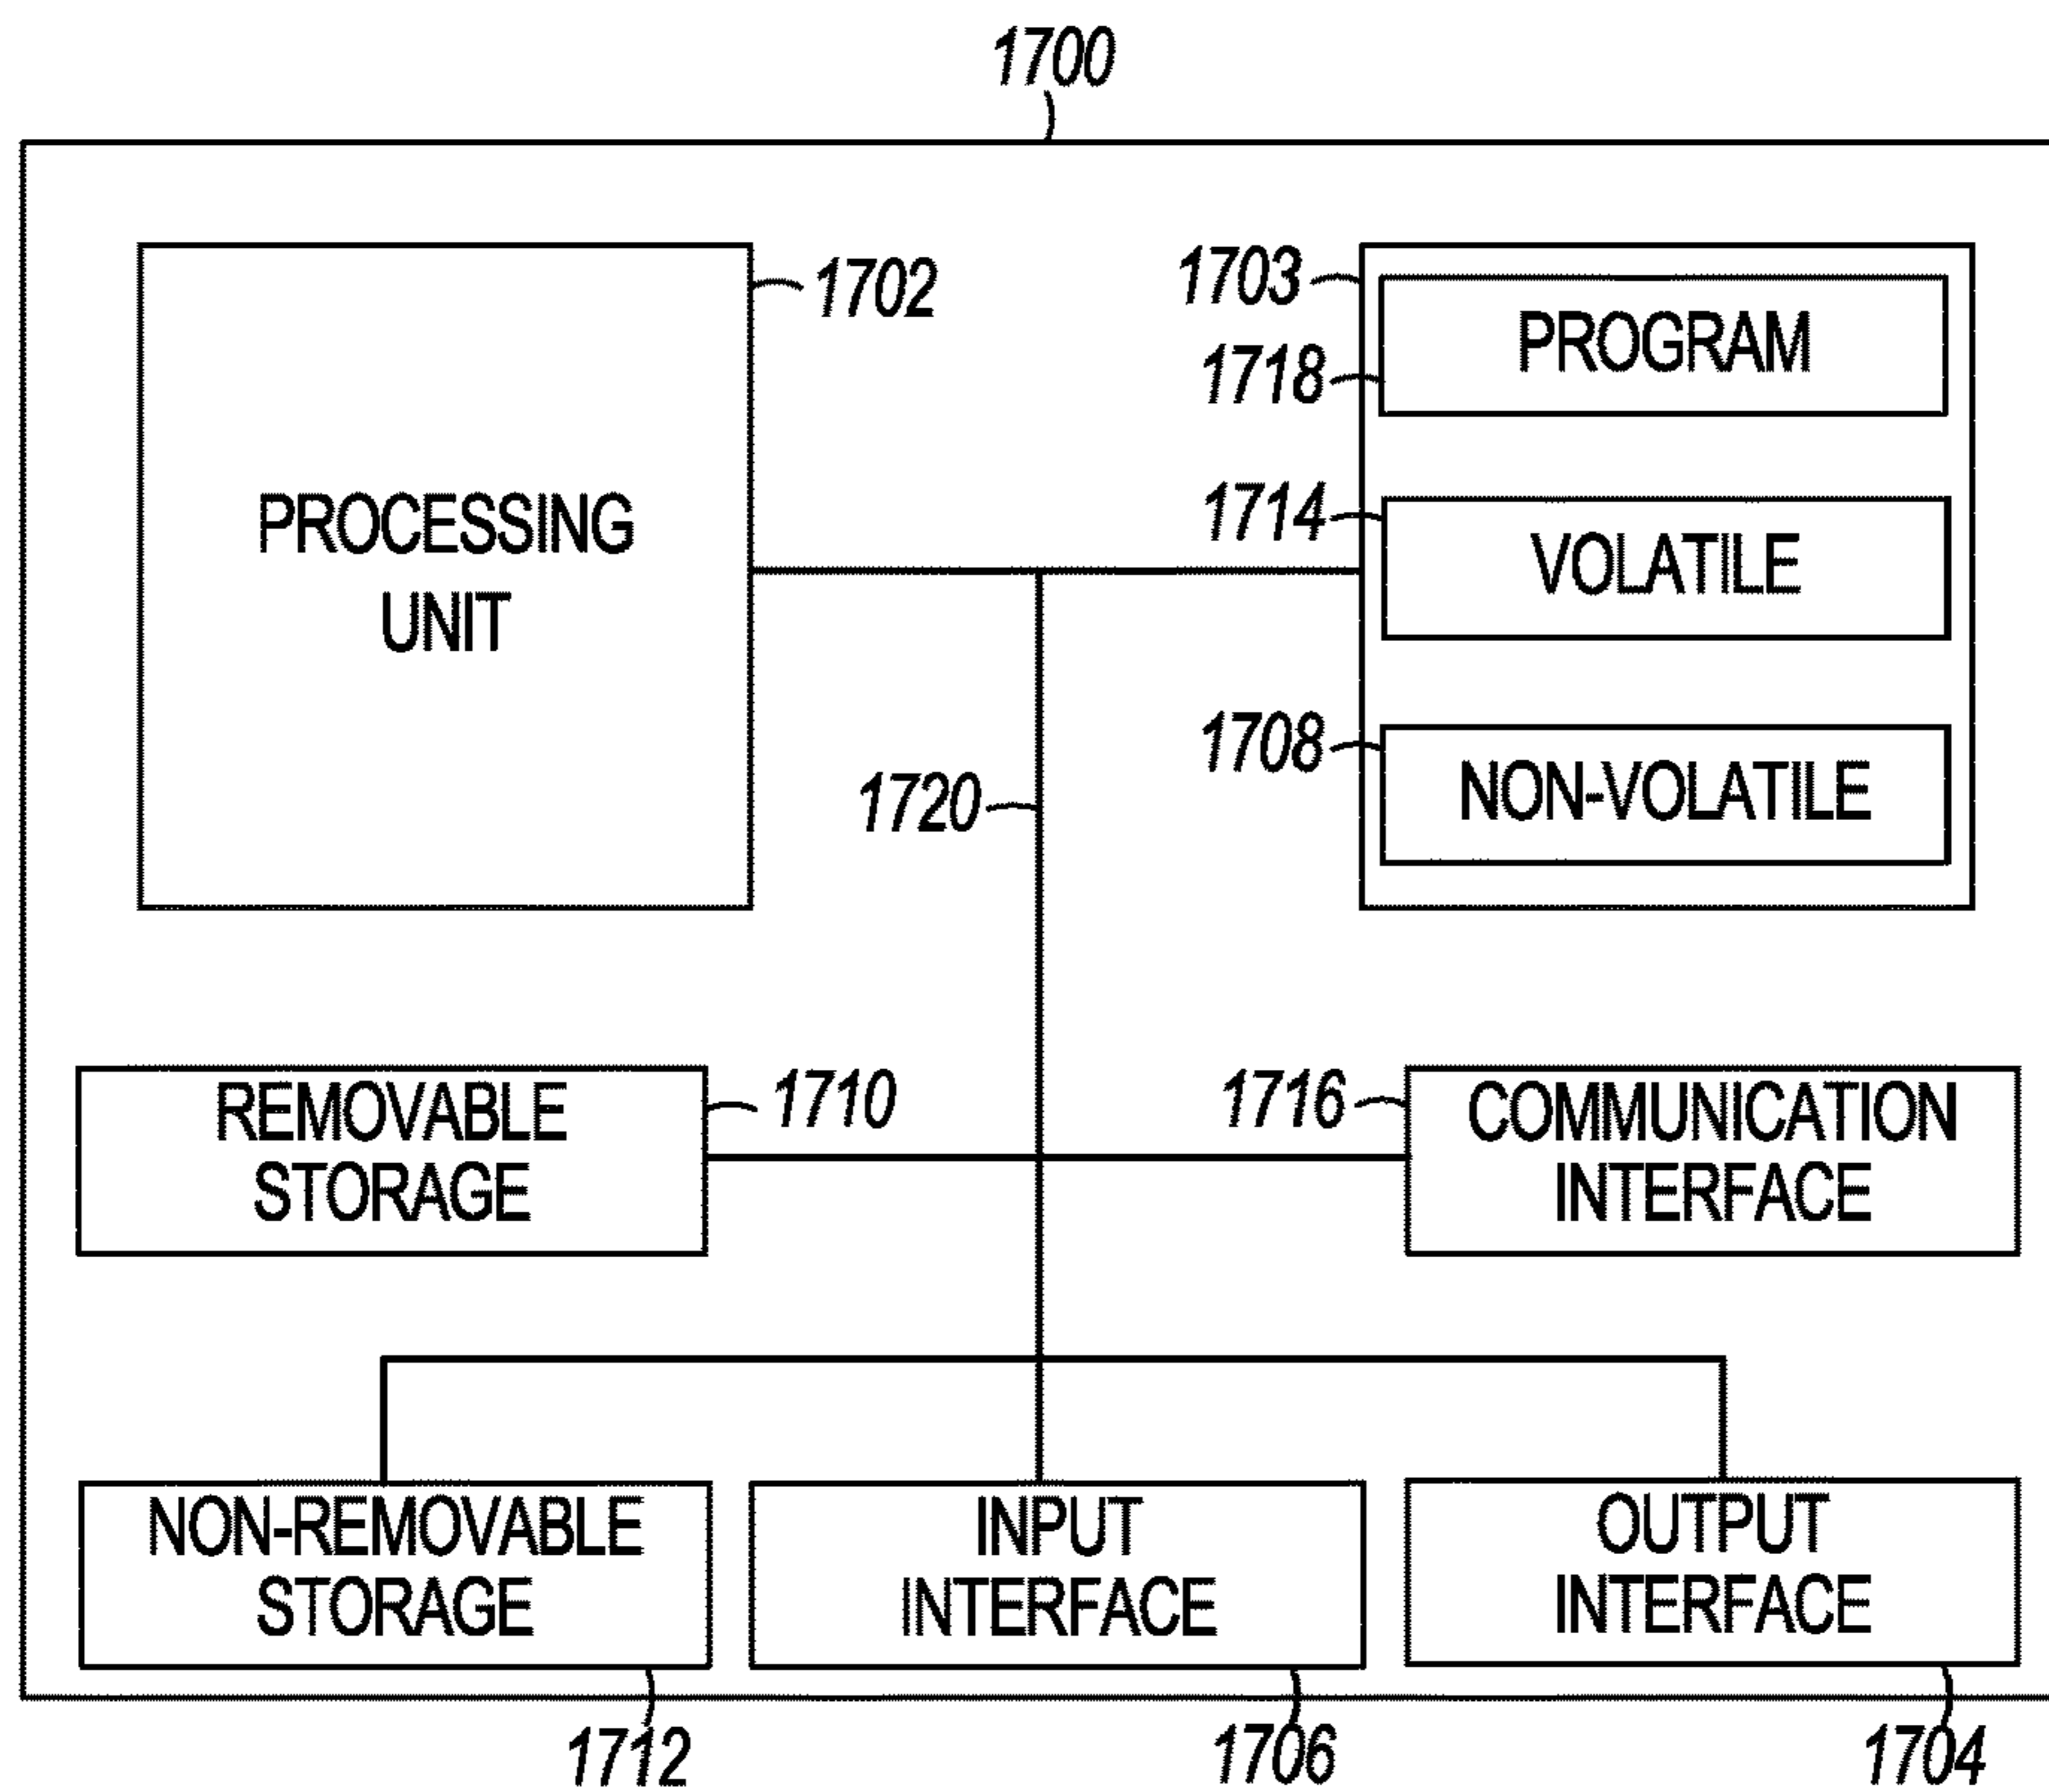 1700
1702
1703
PROGRAM
1718
PROCESSING
UNIT
1714
VOLATILE
1708
NON-VOLATILE
1720
REMOVABLE
STORAGE
1710
1716
COMMUNICATION
INTERFACE
NON-REMOVABLE
STORAGE
INPUT
INTERFACE
OUTPUT
INTERFACE
1712
1706
1704